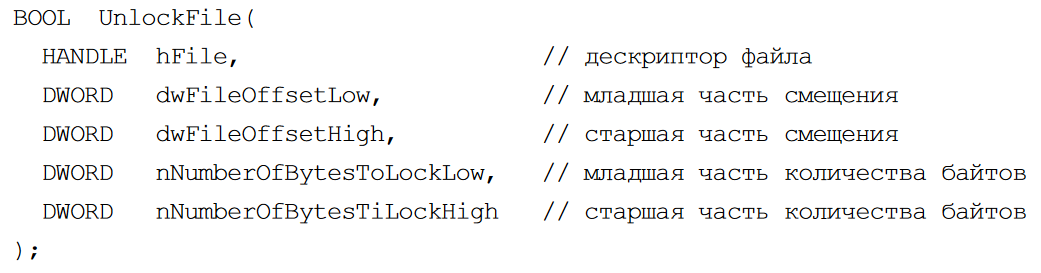 BOOL  UnlockFile(
  HANDLE  hFile,                     // дескриптор файла
  DWORD   dwFileOffsetLow,           // младшая часть смещения
  DWORD   dwFileOffsetHigh,          // старшая часть смещения
  DWORD   nNumberOfBytesToLockLow,   // младшая часть количества байтов
  DWORD   nNumberOfBytesTiLockHigh   // старшая часть количества байтов
);